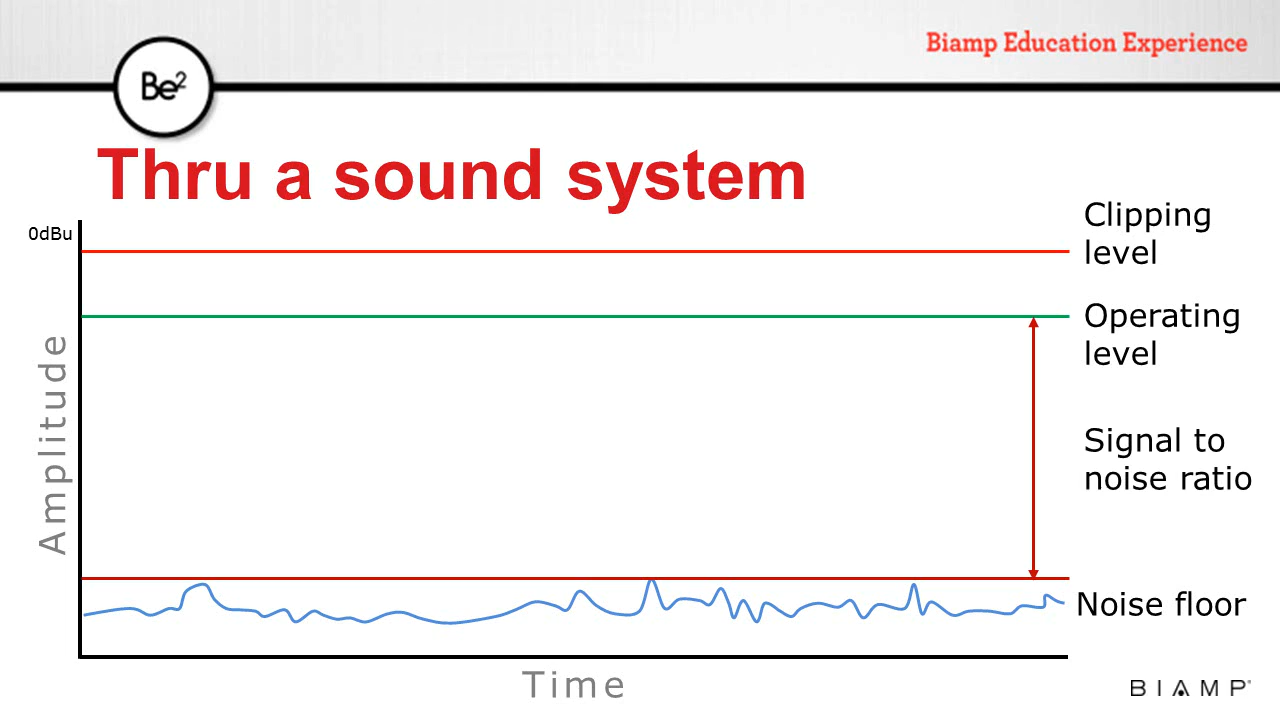 Biamp Education Experience
Be²
Thru a sound system
0dBu
Clipping
level
Operating
level
Amplitude
Signal to
noise ratio
Noise floor
Time
BIAMP®